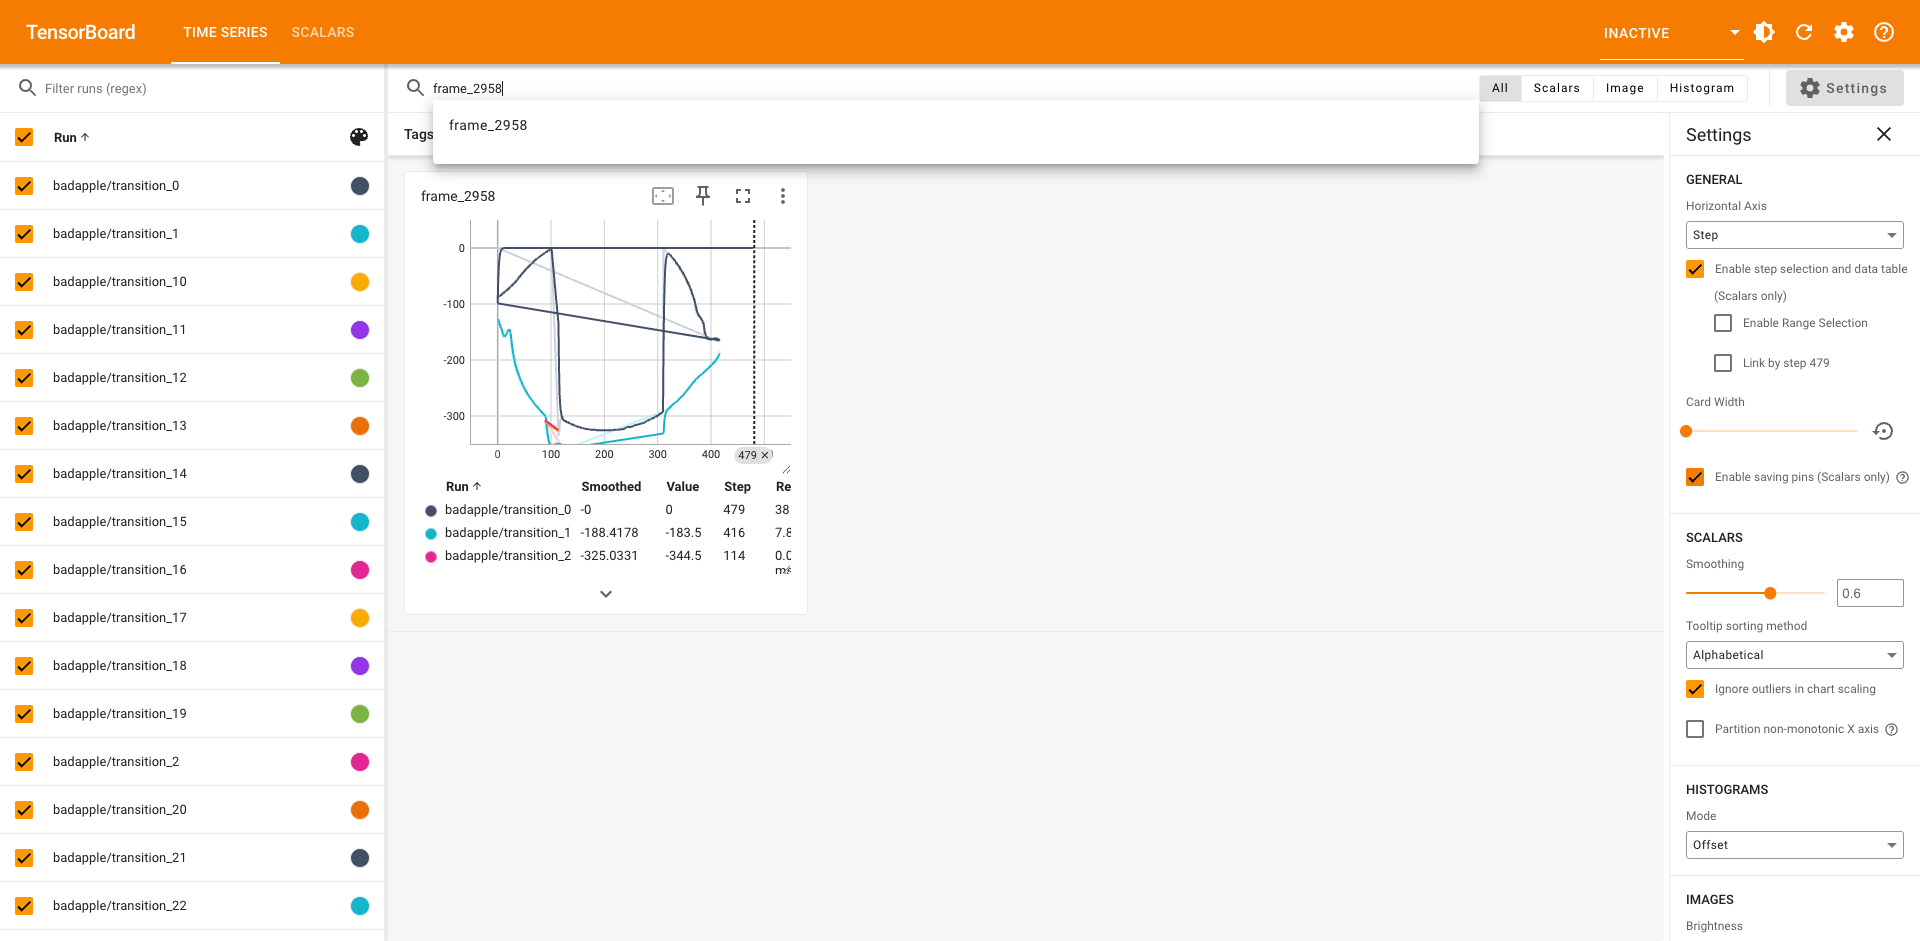 TensorBoard
TIME SERIES
SCALARS
INACTIVE
Filter runs (regex)
frame_2958
All
Scalars
Image
Histogram
Settings
frame_2958
Run
Tags
Settings
badapple/transition_0
badapple/transition_1
badapple/transition_10
badapple/transition_11
badapple/transition_12
badapple/transition_13
badapple/transition_14
badapple/transition_15
badapple/transition_16
badapple/transition_17
badapple/transition_18
badapple/transition_19
badapple/transition_2
badapple/transition_20
badapple/transition_21
badapple/transition_22
frame_2958
0
-100
-200
-300
0 100 200 300 400 479
Run Smoothed Value Step Re
badapple/transition_0 -0 0 479 38.
badapple/transition_1 -188.4178 -183.5 416 7.8
badapple/transition_2 -325.0331 -344.5 114 0.0
GENERAL
Horizontal Axis
Step
Enable step selection and data table
(Scalars only)
Enable Range Selection
Link by step 479
Card Width
Enable saving pins (Scalars only)
SCALARS
Smoothing
0.6
Tooltip sorting method
Alphabetical
Ignore outliers in chart scaling
Partition non-monotonic X axis
HISTOGRAMS
Mode
Offset
IMAGES
Brightness